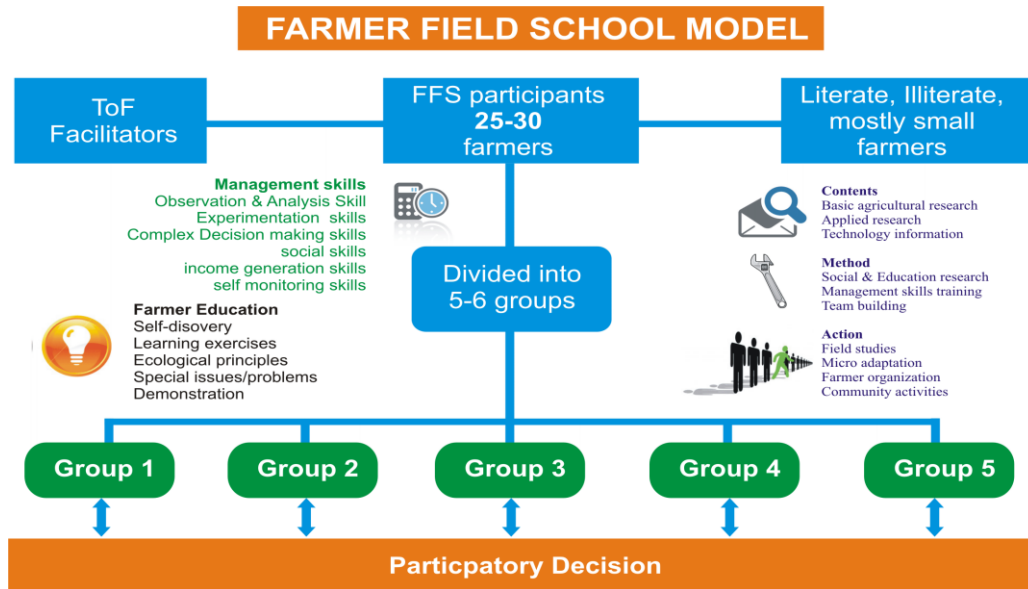 FARMER FIELD SCHOOL MODEL
ToF
Facilitators
FFS participants
25-30
farmers
Literate, Illiterate,
mostly small
farmers
Management skills
Observation & Analysis Skill
Experimentation skills
Complex Decision making skills
social skills
income generation skills
self monitoring skills
Farmer Education
Self-disovery
Learning exercises
Ecological principles
Special issues/problems
Demonstration
Divided into
5-6 groups
Contents
Basic agricultural research
Applied research
Technology information
Method
Social & Education research
Management skills training
Team building
Action
Field studies
Micro adaptation
Farmer organization
Community activities
Group 1
Group 2
Group 3
Group 4
Group 5
Particpatory Decision